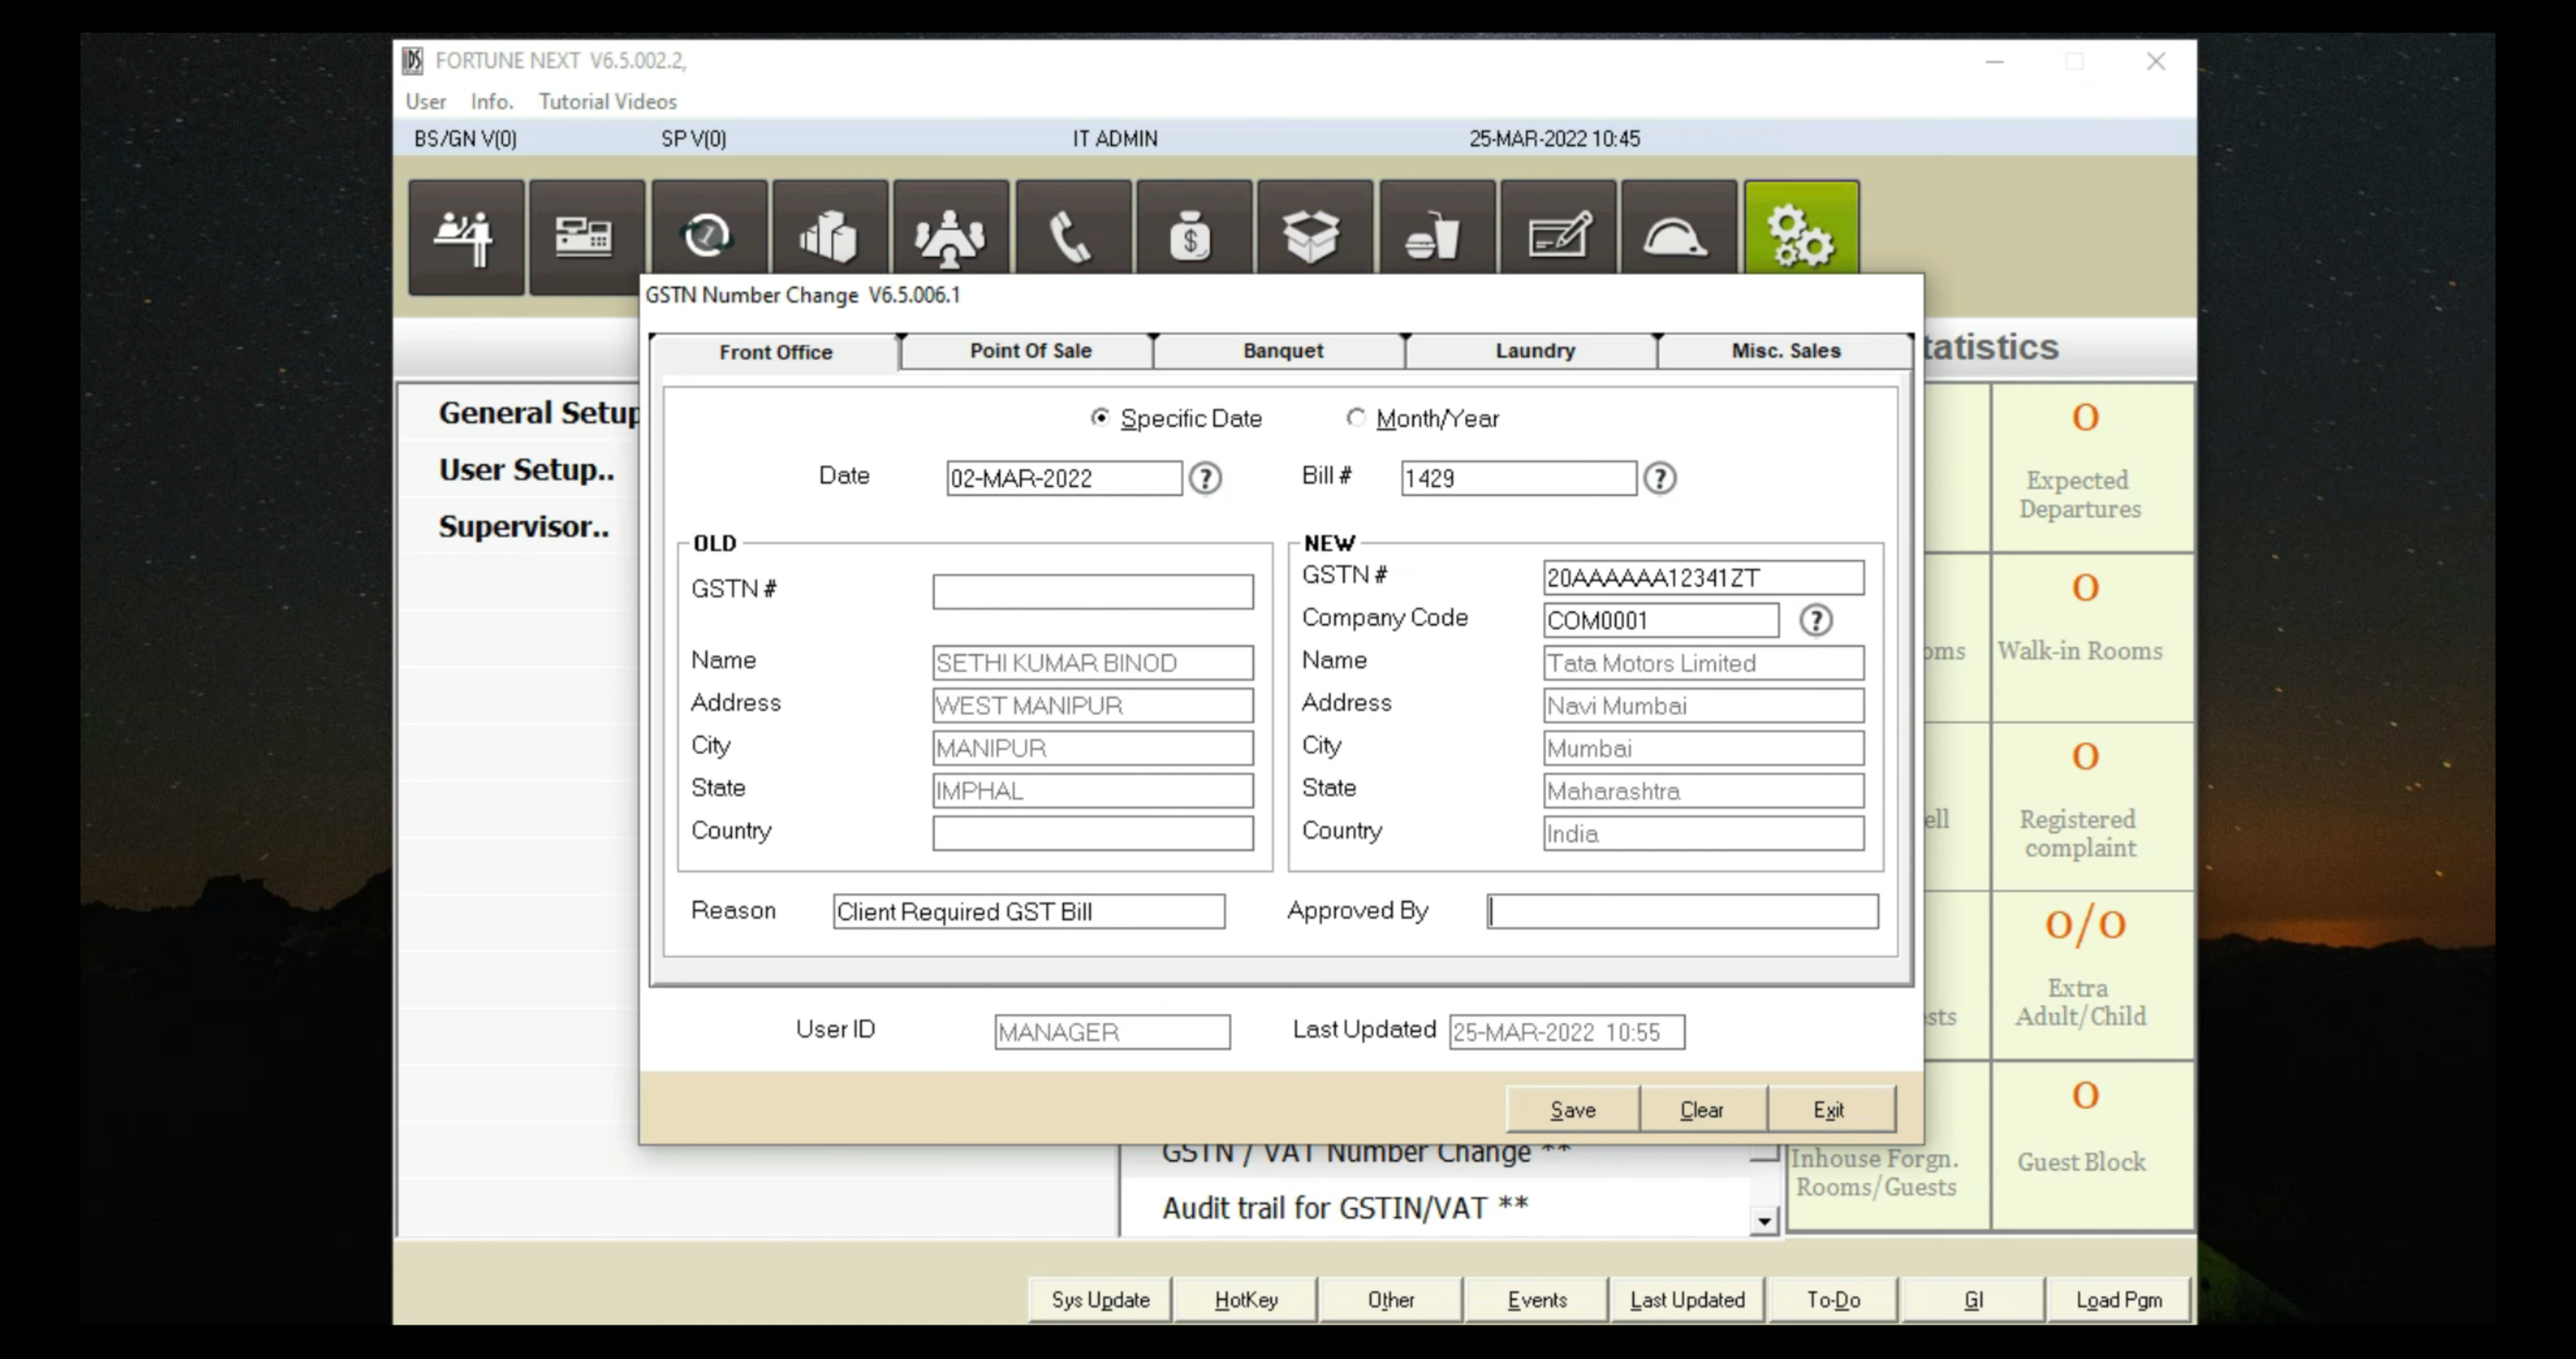 IDS FORTUNE NEXT V6.5.002.2,
User Info. Tutorial Videos
BS/GN V(0) SP V(0) IT ADMIN 25-MAR-2022 10:45
GSTN Number Change V6.5.006.1
Front Office Point Of Sale Banquet Laundry Misc. Sales
Specific Date Month/Year
Date 02-MAR-2022 ? Bill # 1429 ?
OLD
GSTN #
Name SETHI KUMAR BINOD
Address WEST MANIPUR
City MANIPUR
State IMPHAL
Country
NEW
GSTN # 20AAAAAA12341ZT
Company Code COM0001 ?
Name Tata Motors Limited
Address Navi Mumbai
City Mumbai
State Maharashtra
Country India
Reason Client Required GST Bill Approved By
User ID MANAGER Last Updated 25-MAR-2022 10:55
Save Clear Exit
General Setup
User Setup..
Supervisor..
GSTN / VAT Number Change **
Audit trail for GSTIN/VAT **
tatistics
0
Expected
Departures
0
oms Walk-in Rooms
0
ell Registered
complaint
0/0
Extra
sts Adult/Child
0
Inhouse Forgn.
Rooms/Guests
Guest Block
Sys Update HotKey Other Events Last Updated To-Do GI Load Pgm